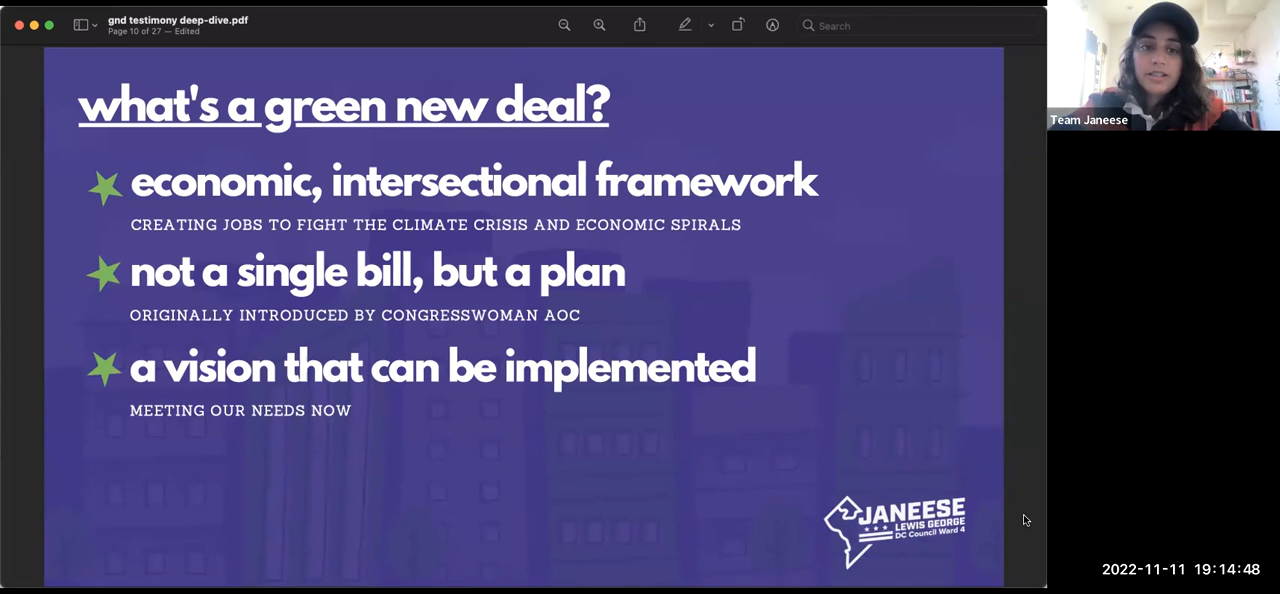 gnd testimony deep-dive.pdf
Page 10 of 27 — Edited
Search
what's a green new deal?
economic, intersectional framework
CREATING JOBS TO FIGHT THE CLIMATE CRISIS AND ECONOMIC SPIRALS
not a single bill, but a plan
ORIGINALLY INTRODUCED BY CONGRESSWOMAN AOC
a vision that can be implemented
MEETING OUR NEEDS NOW
JANEESE
LEWIS GEORGE
DC Council Ward 4
Team Janeese
2022-11-11 19:14:48